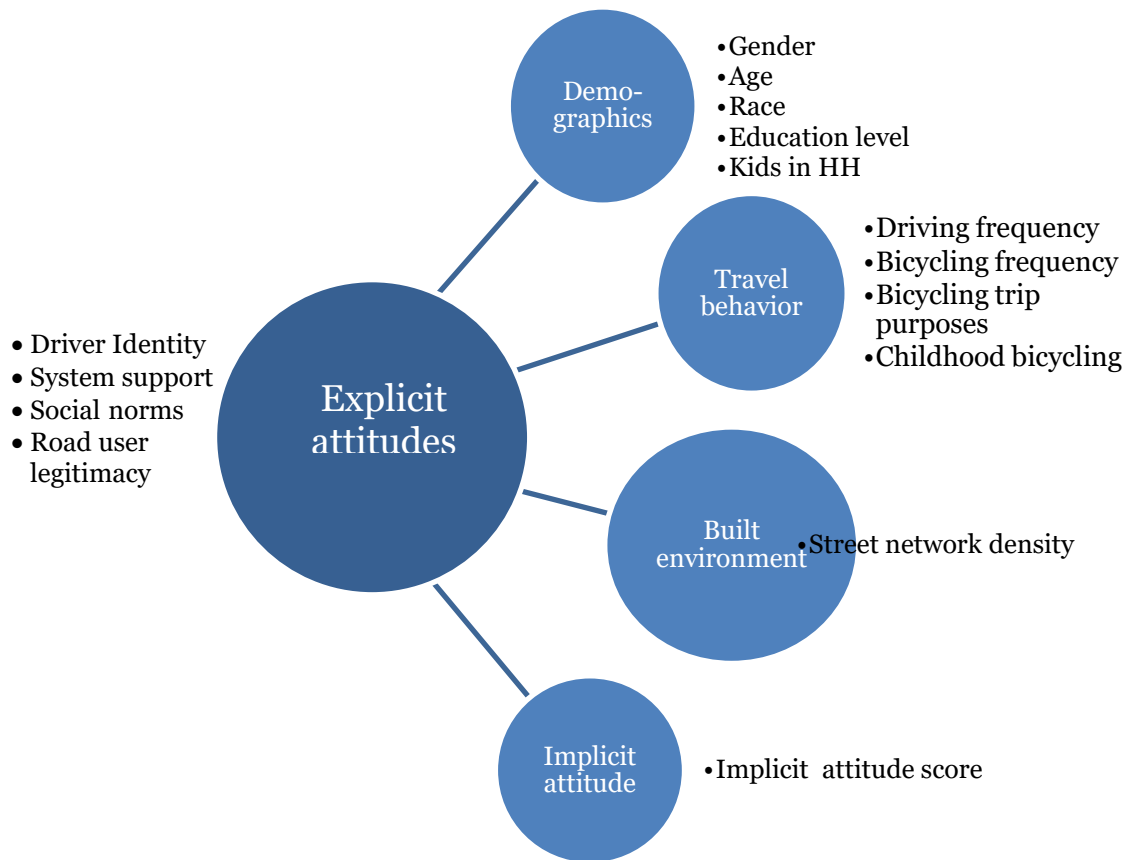 Demo-
graphics
•Gender
•Age
•Race
•Education level
•Kids in HH
Travel
behavior
•Driving frequency
•Bicycling frequency
•Bicycling trip
purposes
•Childhood bicycling
• Driver Identity
• System support
• Social norms
• Road user
legitimacy
Explicit
attitudes
Built
environment
•Street network density
Implicit
attitude
•Implicit attitude score